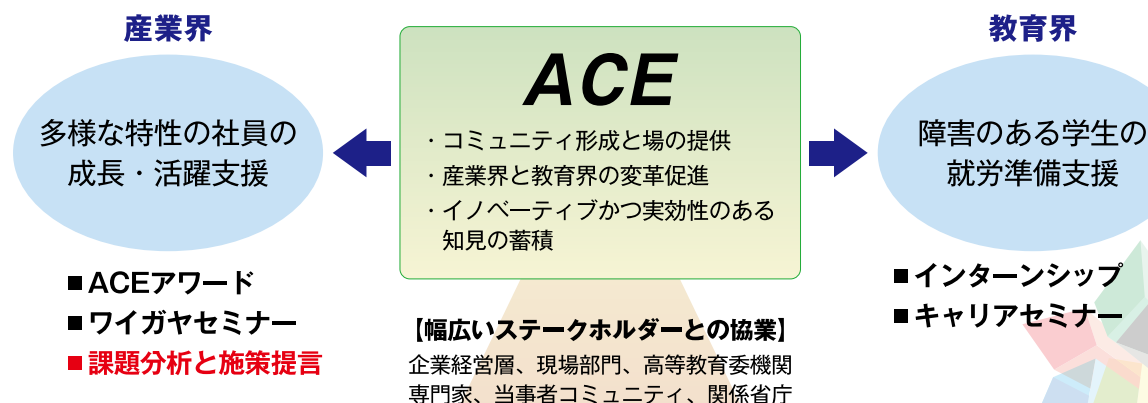 産業界
多様な特性の社員の
成長・活躍支援
■ACEアワード
■ワイガヤセミナー
■課題分析と施策提言
ACE
・コミュニティ形成と場の提供
・産業界と教育界の変革促進
・イノベーティブかつ実効性のある
知見の蓄積
【幅広いステークホルダーとの協業】
企業経営層、現場部門、高等教育委機関
専門家、当事者コミュニティ、関係省庁
教育界
障害のある学生の
就労準備支援
■インターンシップ
■キャリアセミナー